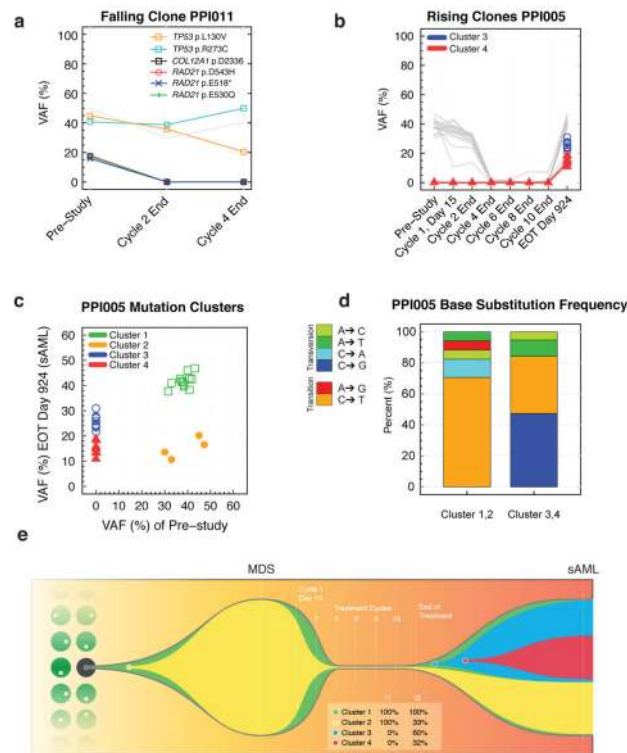 a
Falling Clone PPI011
TP53 p.L130V
TP53 p.R273C
COL12A1 p.D2336
RAD21 p.D543H
RAD21 p.E518*
RAD21 p.E530Q
VAF (%)
100
80
60
40
20
0
Pre-Study
Cycle 2 End
Cycle 4 End
b
Rising Clones PPI005
Cluster 3
Cluster 4
VAF (%)
100
80
60
40
20
0
Pre-Study
Cycle 1, Day 15
Cycle 2 End
Cycle 4 End
Cycle 6 End
Cycle 8 End
Cycle 10 End
EOT Day 924
c
PPI005 Mutation Clusters
Cluster 1
Cluster 2
Cluster 3
Cluster 4
VAF (%) EOT Day 924 (sAML)
60
50
40
30
20
10
0
0 10 20 30 40 50 60
VAF (%) of Pre-study
d
PPI005 Base Substitution Frequency
Transversion
A→C
A→T
C→A
C→G
Transition
A→G
C→T
Percent (%)
100
80
60
40
20
0
Cluster 1,2
Cluster 3,4
e
MDS
sAML
Cycle 1
Day 15
Treatment Cycles
End of
Treatment
2 4 6 8 10
Cluster 1 100% 100%
Cluster 2 100% 33%
Cluster 3 0% 60%
Cluster 4 0% 32%